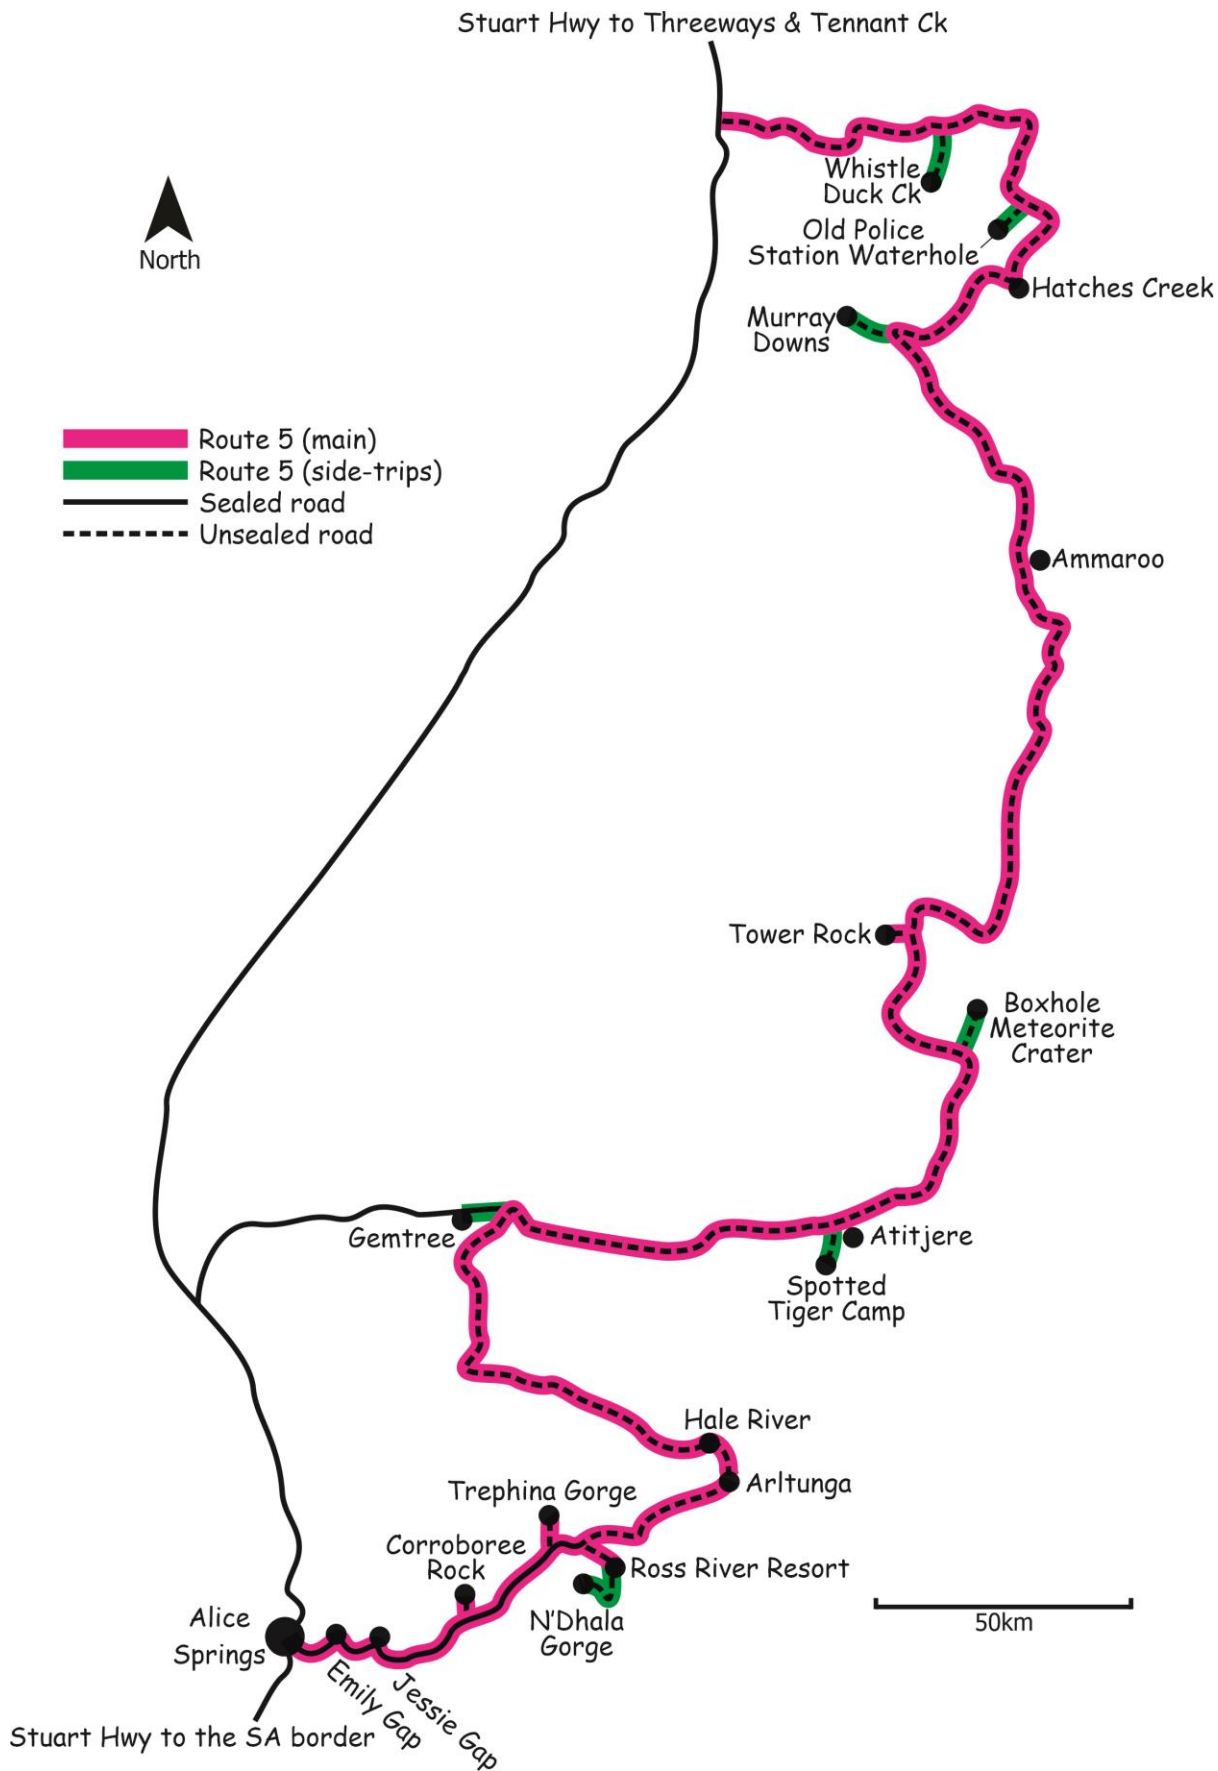 Stuart Hwy to Threeways & Tennant Ck
Whistle
Duck Ck
North
Old Police
Station Waterhole
Hatches Creek
Murray
Downs
Route 5 (main)
Route 5 (side-trips)
Sealed road
Unsealed road
Ammaroo
Tower Rock
Boxhole
Meteorite
Crater
Gemtree
Atitjere
Spotted
Tiger Camp
Hale River
Arltunga
Trephina Gorge
Corroboree
Rock
Ross River Resort
N'Dhala
Gorge
50km
Alice
Springs
Emily Gap
Jessie Gap
Stuart Hwy to the SA border